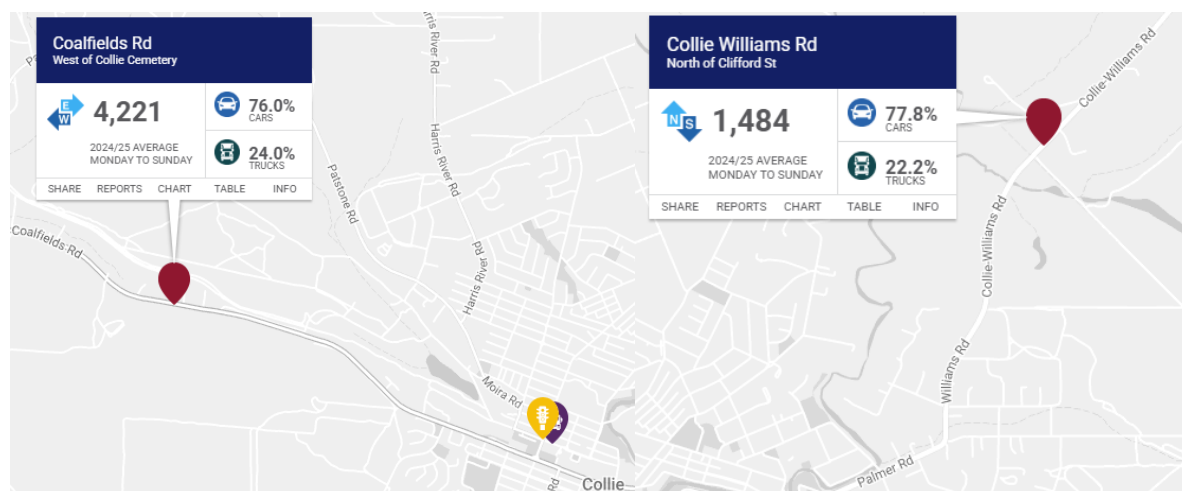 Coalfields Rd
West of Collie Cemetery
E
W
4,221
2024/25 AVERAGE
MONDAY TO SUNDAY
76.0%
CARS
24.0%
TRUCKS
SHARE REPORTS CHART TABLE INFO
Harris River Rd
Harris River Rd
Patstone Rd
Rd
Harris River
Coalfields Rd
Moira Rd
Rd
Collie
Collie Williams Rd
North of Clifford St
N
S
1,484
2024/25 AVERAGE
MONDAY TO SUNDAY
77.8%
CARS
22.2%
TRUCKS
SHARE REPORTS CHART TABLE INFO
Collie-Williams Rd
Collie-Williams Rd
Williams Rd
Palmer Rd